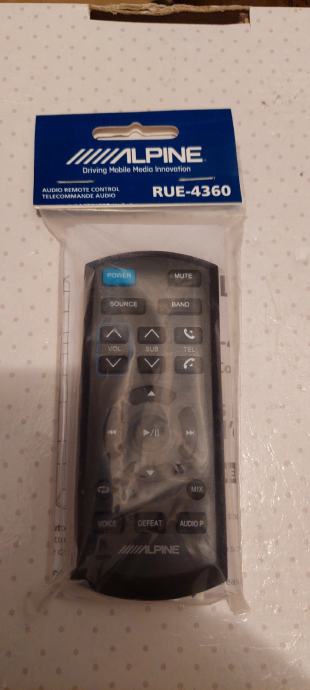 ALPINE
Driving Mobile Media Innovation
AUDIO REMOTE CONTROL
TELECOMMANDE AUDIO
RUE-4360
POWER MUTE
SOURCE BAND
VOL SUB TEL
MIX
VOICE DEFEAT AUDIO P
ALPINE